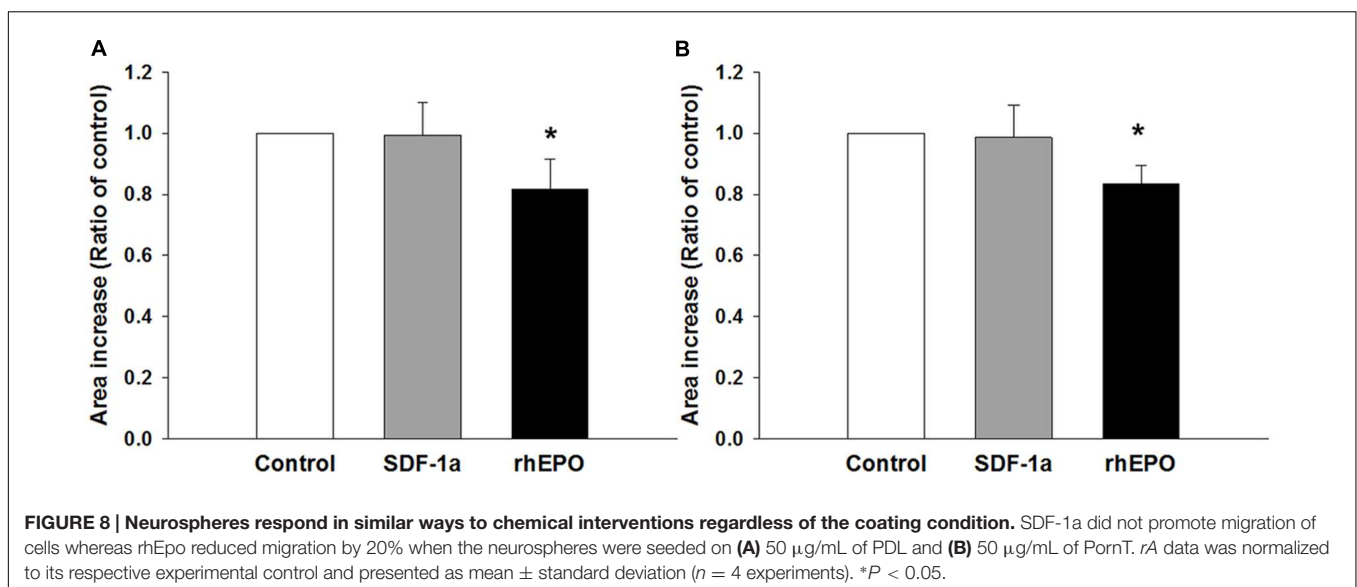 A
B
Area increase (Ratio of control)
1.2
1.0
0.8
0.6
0.4
0.2
0.0
*
Control SDF-1a rhEPO
Area increase (Ratio of control)
1.2
1.0
0.8
0.6
0.4
0.2
0.0
*
Control SDF-1a rhEPO
FIGURE 8 | Neurospheres respond in similar ways to chemical interventions regardless of the coating condition. SDF-1a did not promote migration of
cells whereas rhEpo reduced migration by 20% when the neurospheres were seeded on (A) 50 μg/mL of PDL and (B) 50 μg/mL of PornT. rA data was normalized
to its respective experimental control and presented as mean ± standard deviation (n = 4 experiments). *P < 0.05.